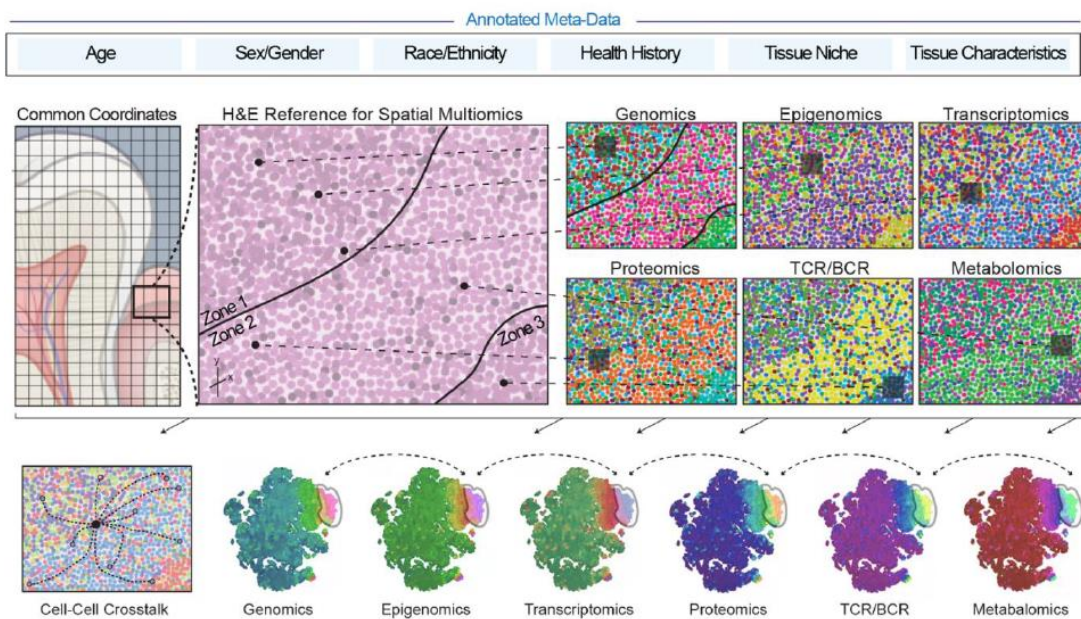 Annotated Meta-Data
Age Sex/Gender Race/Ethnicity Health History Tissue Niche Tissue Characteristics
Common Coordinates H&E Reference for Spatial Multiomics Genomics Epigenomics Transcriptomics
Proteomics TCR/BCR Metabolomics
Zone 1
Zone 2
Zone 3
y
x
Cell-Cell Crosstalk Genomics Epigenomics Transcriptomics Proteomics TCR/BCR Metabalomics